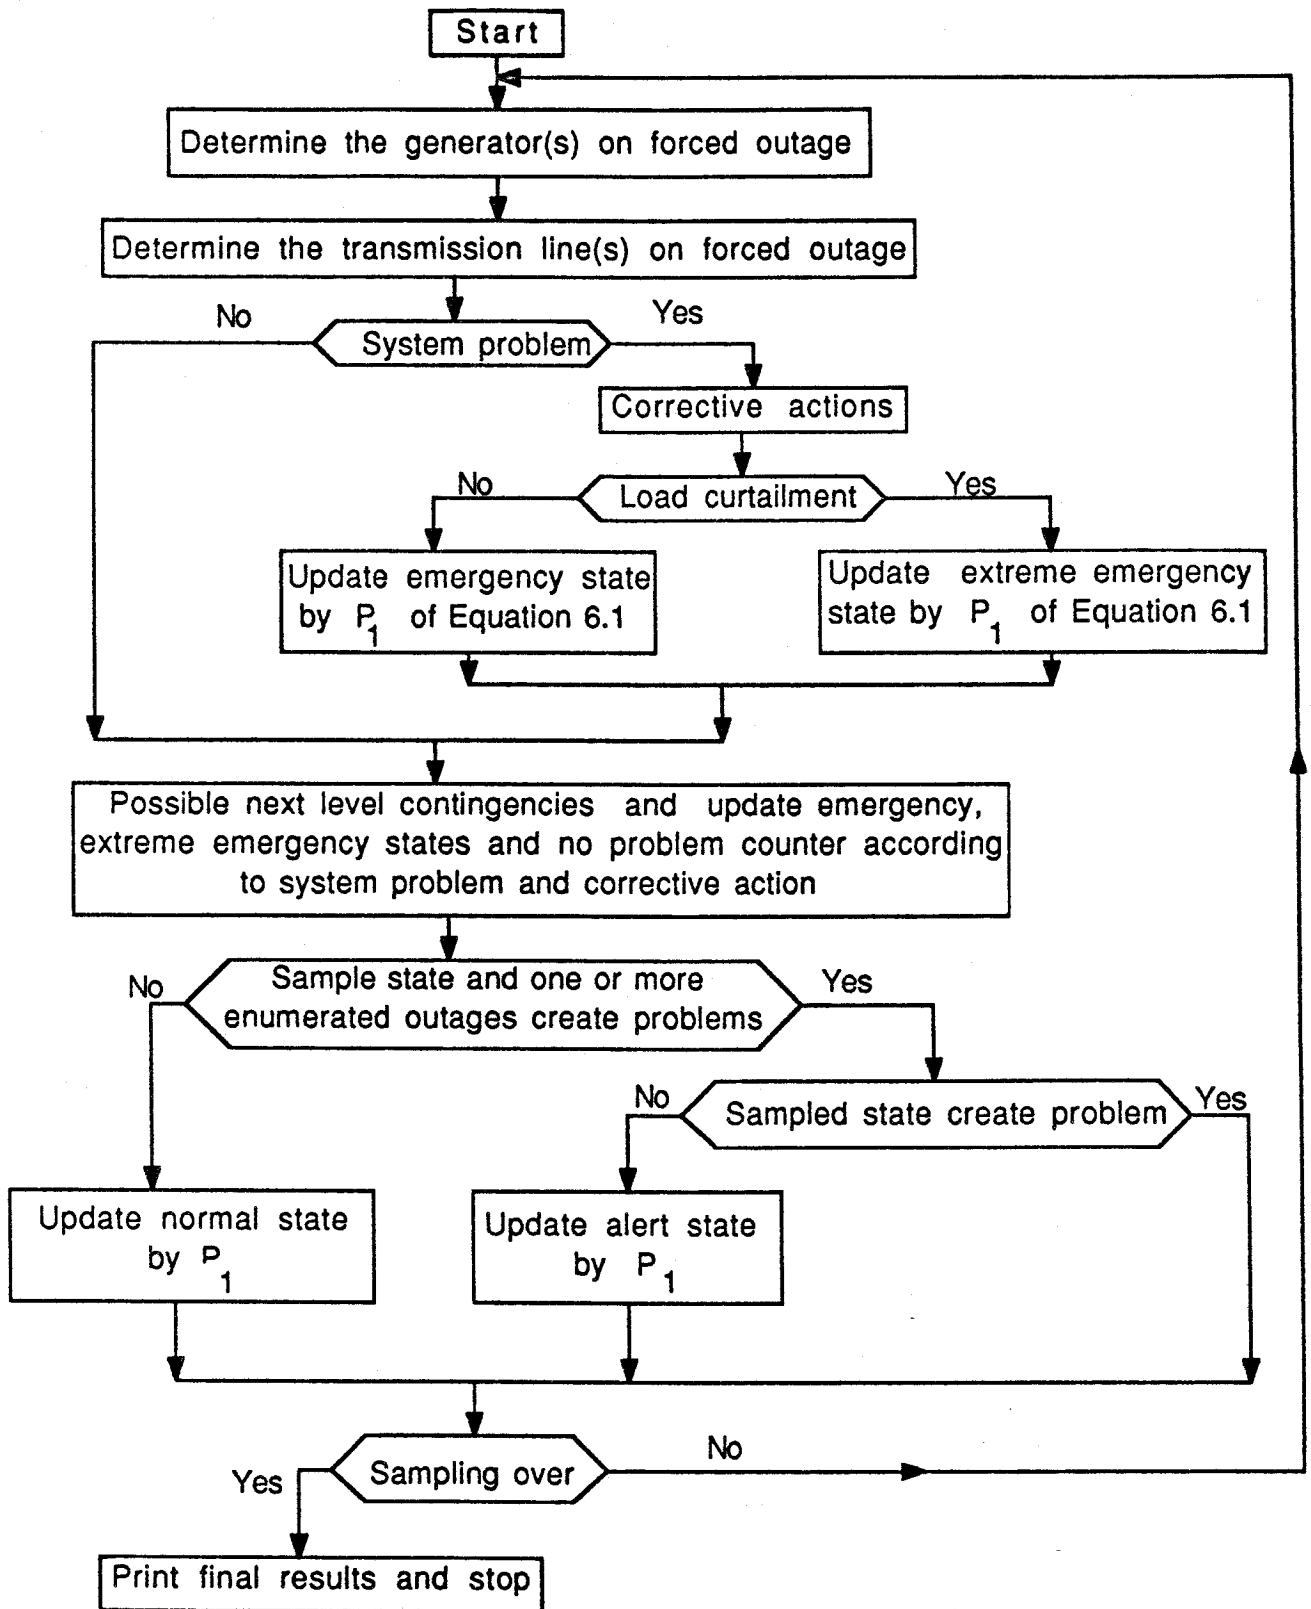 Start
Determine the generator(s) on forced outage
Determine the transmission line(s) on forced outage
No
Yes
System problem
Corrective actions
No
Load curtailment
Yes
Update emergency state
by P1 of Equation 6.1
Update extreme emergency
state by P1 of Equation 6.1
Possible next level contingencies and update emergency,
extreme emergency states and no problem counter according
to system problem and corrective action
No
Sample state and one or more
enumerated outages create problems
Yes
No
Sampled state create problem
Yes
Update normal state
by P1
Update alert state
by P1
Sampling over
No
Yes
Print final results and stop